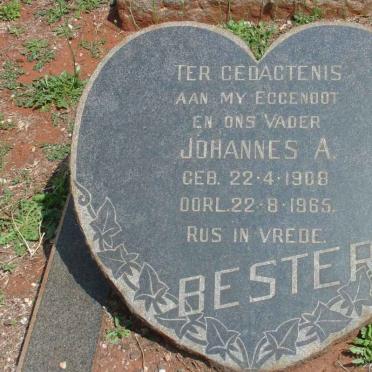 TER GEDACTENIS
AAN MY EGGENOOT
EN ONS VADER
JOHANNES A.
GEB. 22-4-1908
OORL. 22-8-1965.
RUS IN VREDE.
BESTER